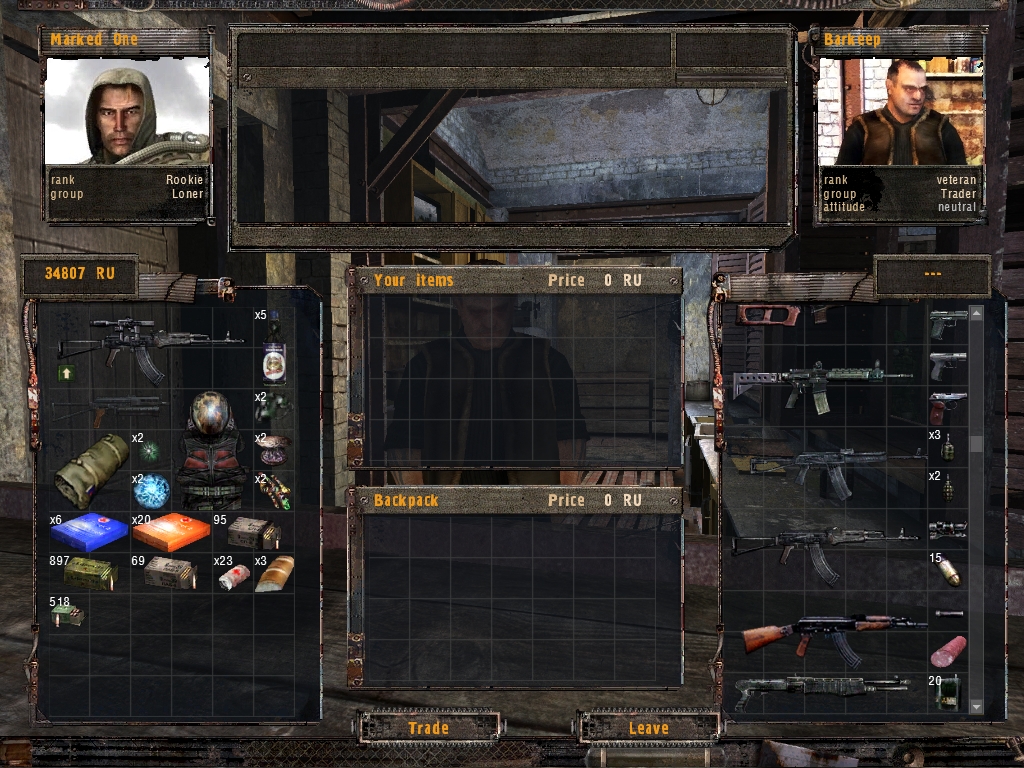 Marked One
Barkeep
rank Rookie
group Loner
rank veteran
group Trader
attitude neutral
34807 RU
Your items Price 0 RU
---
x5
x2
x2
x2
x2
x2
x6
x20
95
897
69
x23
x3
518
Backpack Price 0 RU
x3
x2
15
20
Trade
Leave